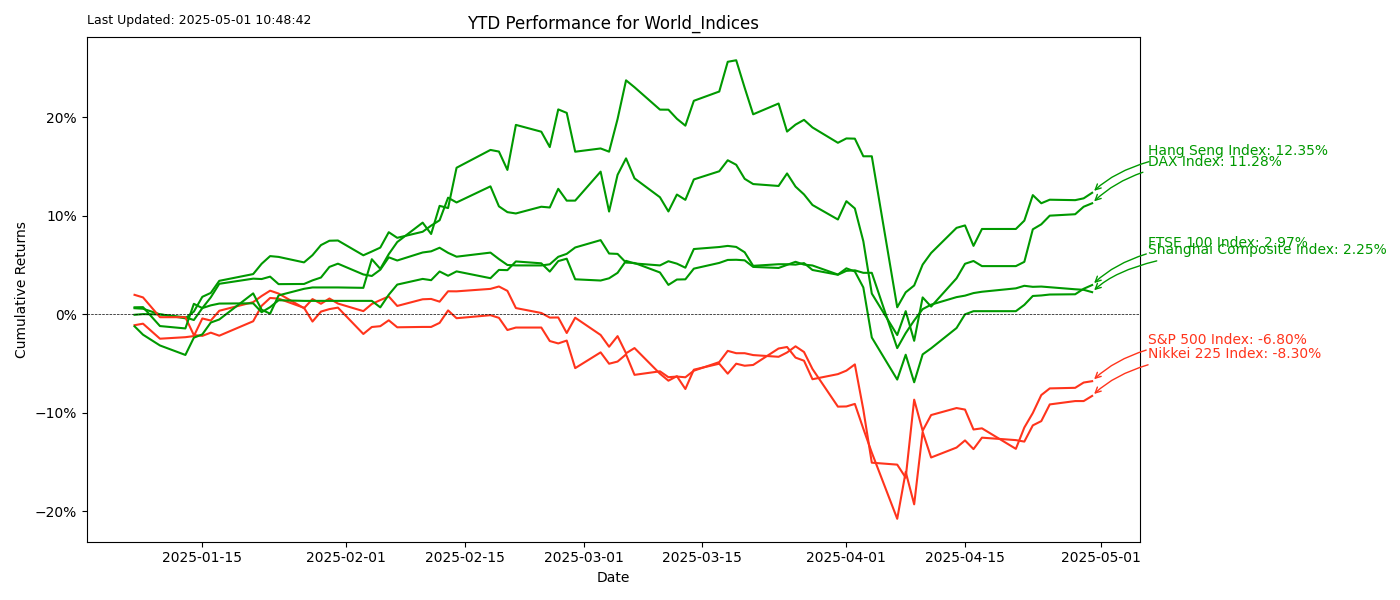 Last Updated: 2025-05-01 10:48:42
YTD Performance for World_Indices
Cumulative Returns
20%
10%
0%
−10%
−20%
Hang Seng Index: 12.35%
DAX Index: 11.28%
FTSE 100 Index: 2.97%
Shanghai Composite Index: 2.25%
S&P 500 Index: -6.80%
Nikkei 225 Index: -8.30%
2025-01-15
2025-02-01
2025-02-15
2025-03-01
2025-03-15
2025-04-01
2025-04-15
2025-05-01
Date